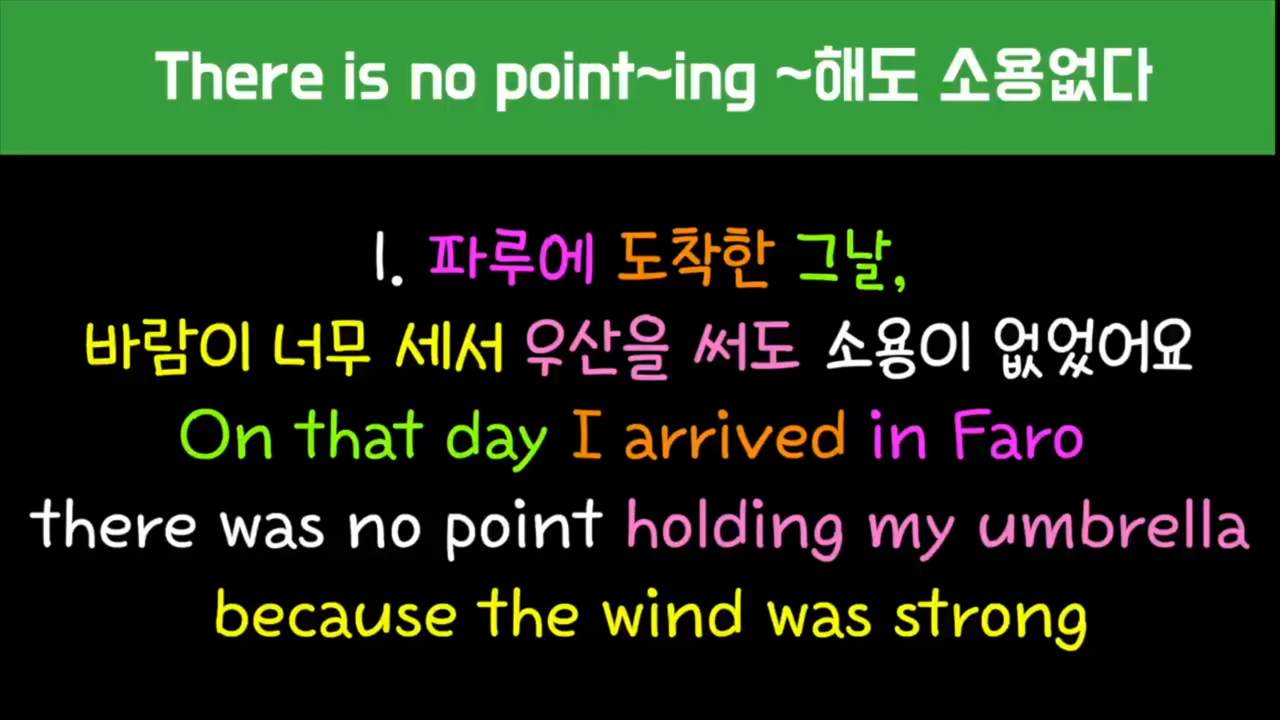 There is no point~ing ~해도 소용없다
1. 파루에 도착한 그날,
바람이 너무 세서 우산을 써도 소용이 없었어요
On that day I arrived in Faro
there was no point holding my umbrella
because the wind was strong